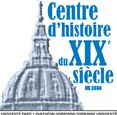 Centre
d'histoire
du XIXe
siècle
UR 3550
UNIVERSITÉ PARIS 1 PANTHÉON-SORBONNE/SORBONNE UNIVERSITÉ